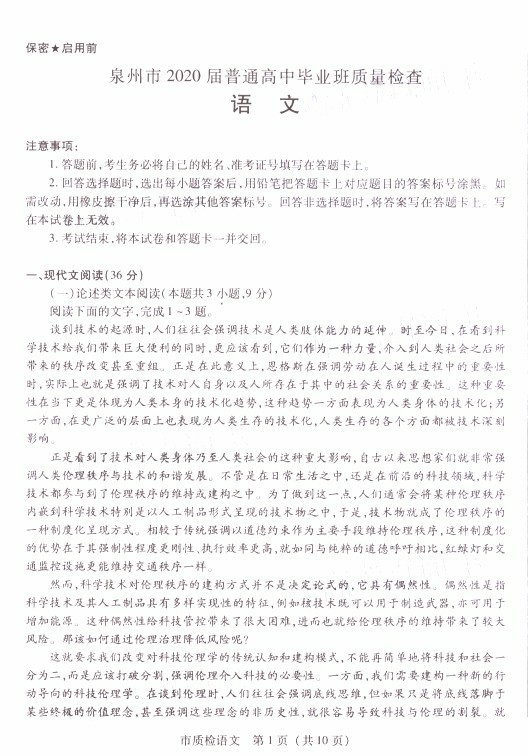 保密★启用前
泉州市 2020 届普通高中毕业班质量检查
语 文
注意事项：
1. 答题前,考生务必将自己的姓名、准考证号填写在答题卡上。
2. 回答选择题时,选出每小题答案后,用铅笔把答题卡上对应题目的答案标号涂黑。如
需改动,用橡皮擦干净后,再选涂其他答案标号。回答非选择题时,将答案写在答题卡上。写
在本试卷上无效。
3. 考试结束,将本试卷和答题卡一并交回。
一、现代文阅读(36 分)
(一)论述类文本阅读(本题共 3 小题,9 分)
阅读下面的文字,完成 1~3 题。
谈到技术的起源时,人们往往会强调技术是人类肢体能力的延伸。时至今日,在看到科
学技术给我们带来巨大便利的同时,更应该看到,它们作为一种力量,介入到人类社会之后所
带来的秩序改变甚至重组。正是在此意义上,恩格斯在强调劳动在人诞生过程中的重要性
时,实际上也就是强调了技术对人自身以及人所存在于其中的社会关系的重要性。这种重要
性在当下更是体现为人类本身的技术化趋势,这种趋势一方面表现为人类身体的技术化;另
一方面,在更广泛的层面上也表现为人类生存的技术化,人类生存的各个方面都被技术深刻
影响。
正是看到了技术对人类身体乃至人类社会的这种重大影响,自古以来思想家们就非常强
调人类伦理秩序与技术的和谐发展。不管是在日常生活之中,还是在前沿的科技领域,科学
技术都参与到了伦理秩序的维持或建构之中。为了做到这一点,人们通常会将某种伦理秩序
内嵌到科学技术特别是以人工制品形式呈现的技术物之中,于是,技术物就成了伦理秩序的
一种制度化呈现方式。相较于传统强调以道德约束作为主要手段维持伦理秩序,这种制度化
的优势在于其强制性程度更刚性、执行效率更高,就如同与纯粹的道德呼吁相比,红绿灯和交
通监控设施更能维持交通秩序一样。
然而,科学技术对伦理秩序的建构方式并不是决定论式的,它具有偶然性。偶然性是指
科学技术及其人工制品具有多样实现性的特征,例如核技术既可以用于制造武器,亦可用于
增加能源。这种偶然性给科技管控带来了很大困难,进而也就给伦理秩序的维持带来了较大
风险。那该如何通过伦理治理降低风险呢?
这就要求我们改变对科技伦理学的传统认知和建构模式,不能再简单地将科技和社会一
分为二,而是应该打破分割,强调伦理介入科技的必要性。一方面,我们需要建构一种新的行
动导向的科技伦理学。在谈到伦理时,人们往往会强调底线思维,但如果只是将底线落脚于
某些终极的价值理念,甚至强调这些理念的非历史性,就很容易导致科技与伦理的割裂。就
市质检语文 第 1 页 (共 10 页)